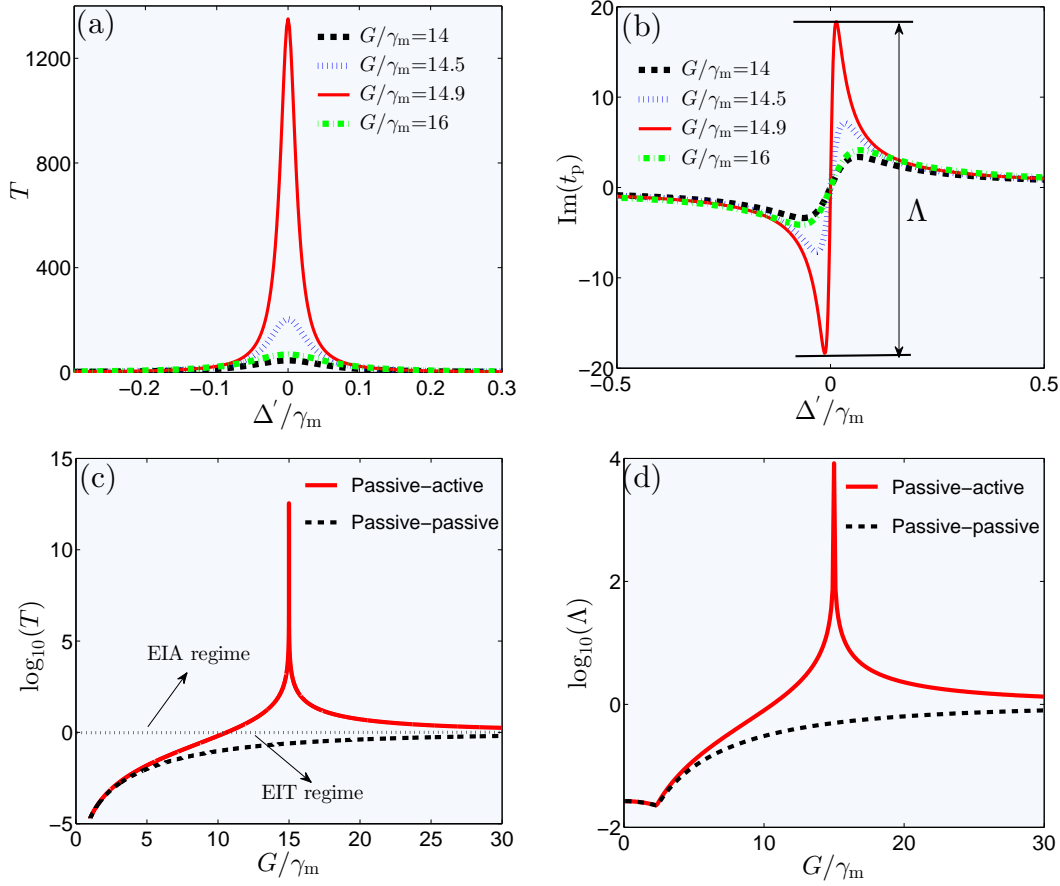 (a)
G/γm=14
G/γm=14.5
G/γm=14.9
G/γm=16
1200
800
400
0
T
−0.2
−0.1
0
0.1
0.2
0.3
Δ′/γm
(b)
G/γm=14
G/γm=14.5
G/γm=14.9
G/γm=16
Λ
20
10
0
−10
−20
Im(tp)
−0.5
0
0.5
Δ′/γm
(c)
Passive−active
Passive−passive
EIA regime
EIT regime
15
10
5
0
−5
log10(T)
0
5
10
15
20
25
30
G/γm
(d)
Passive−active
Passive−passive
4
2
0
−2
log10(Λ)
0
10
20
30
G/γm